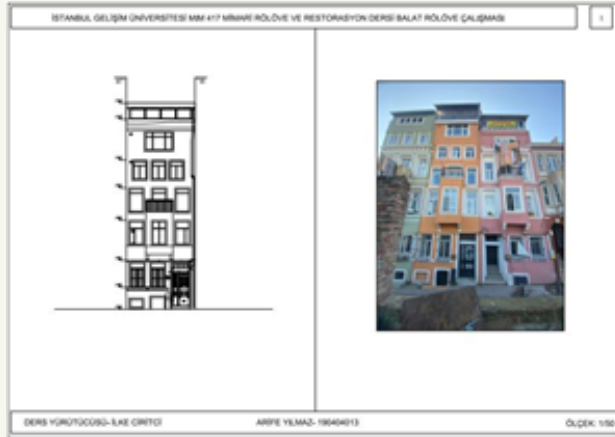 İSTANBUL GELİŞİM ÜNİVERSİTESİ MİM 417 MİMARİ RÖLÖVE VE RESTORASYON DERSİ BALAT RÖLÖVE ÇALIŞMASI
DERS YÜRÜTÜCÜSÜ- İLKE CİRİTCİ
ARİFE YILMAZ- 190404013
ÖLÇEK: 1/50